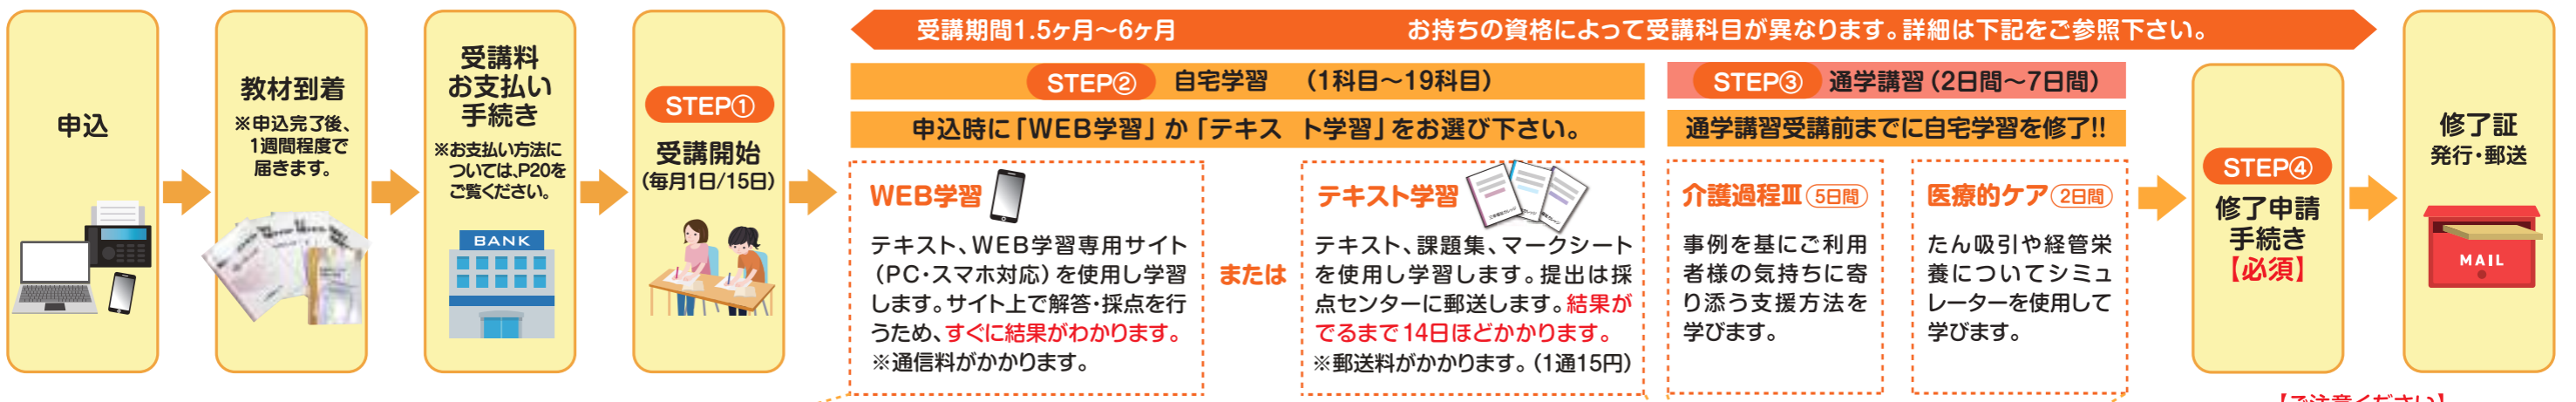 申込
教材到着
※申込完了後、
1週間程度で
届きます。
受講料
お支払い
手続き
※お支払い方法に
ついては、P20を
ご覧ください。
BANK
STEP①
受講開始
(毎月1日/15日)
受講期間1.5ヶ月～6ヶ月　お持ちの資格によって受講科目が異なります。詳細は下記をご参照下さい。
STEP② 自宅学習 （1科目～19科目）
申込時に「WEB学習」か「テキス ト学習」をお選び下さい。
WEB学習
テキスト、WEB学習専用サイト
（PC・スマホ対応）を使用し学習
します。サイト上で解答・採点を行
うため、すぐに結果がわかります。
※通信料がかかります。
または
テキスト学習
テキスト、課題集、マークシート
を使用し学習します。提出は採
点センターに郵送します。結果が
でるまで14日ほどかかります。
※郵送料がかかります。（1通15円）
STEP③ 通学講習（2日間～7日間）
通学講習受講前までに自宅学習を修了!!
介護過程Ⅲ 5日間
事例を基にご利用
者様の気持ちに寄
り添う支援方法を
学びます。
医療的ケア 2日間
たん吸引や経管栄
養についてシミュ
レーターを使用して
学びます。
STEP④
修了申請
手続き
【必須】
修了証
発行・郵送
MAIL
【ご注意ください】